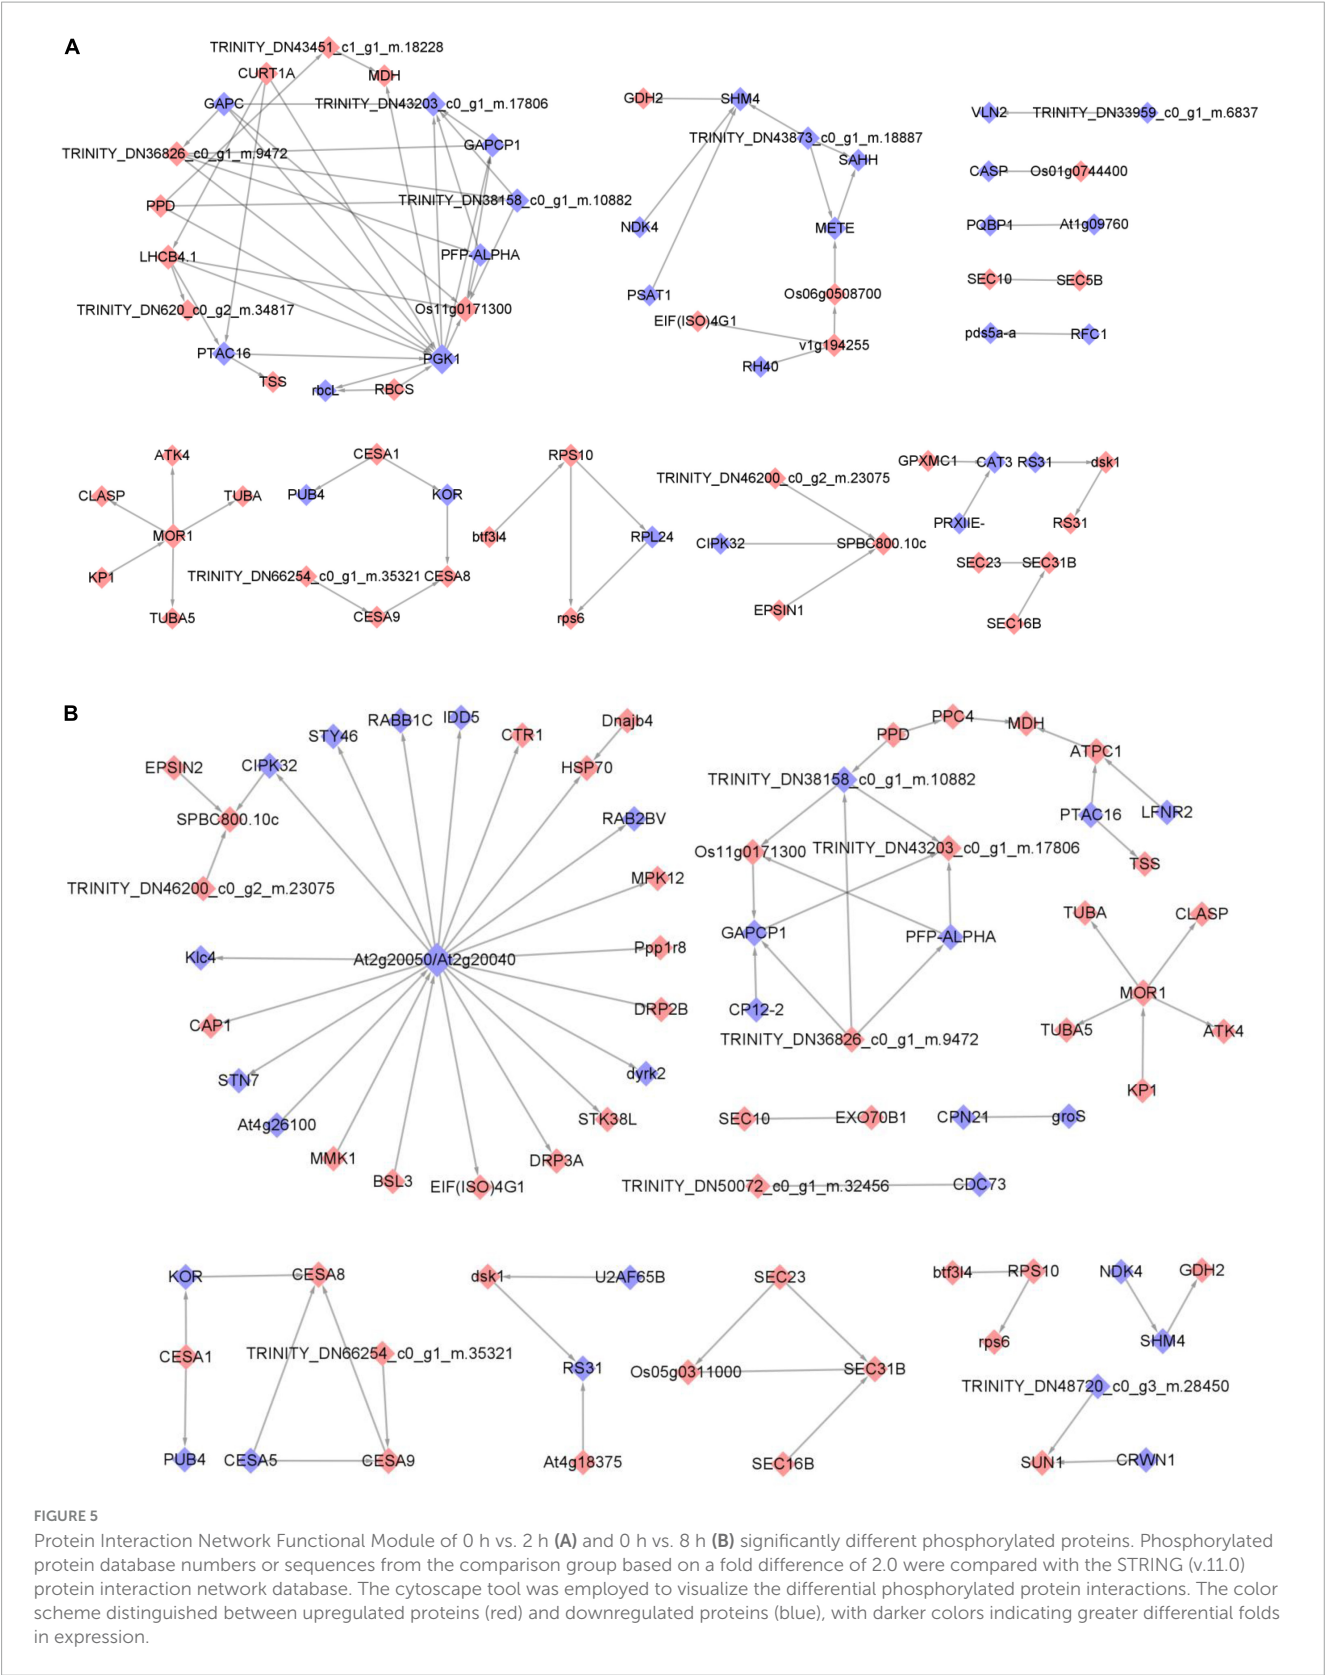 A
TRINITY_DN43451_c1_g1_m.18228
CURT1A
MDH
GAPC
TRINITY_DN43203_c0_g1_m.17806
GAPCP1
TRINITY_DN36826_c0_g1_m.9472
PPD
TRINITY_DN38158_c0_g1_m.10882
LHCB4.1
PFP-ALPHA
TRINITY_DN620_c0_g2_m.34817
Os11g0171300
PTAC16
PGK1
TSS
rbcL
RBCS
GDH2
SHM4
TRINITY_DN43873_c0_g1_m.18887
SAHH
NDK4
METE
PSAT1
Os06g0508700
EIF(ISO)4G1
v1g194255
RH40
VLN2
TRINITY_DN33959_c0_g1_m.6837
CASP
Os01g0744400
PQBP1
At1g09760
SEC10
SEC5B
pds5a-a
RFC1
ATK4
CLASP
TUBA
MOR1
KP1
TUBA5
CESA1
PUB4
KOR
TRINITY_DN66254_c0_g1_m.35321
CESA8
CESA9
RPS10
btf3l4
RPL24
rps6
TRINITY_DN46200_c0_g2_m.23075
CIPK32
SPBC800.10c
EPSIN1
GPXMC1
CAT3
RS31
dsk1
PRXIIE-
RS31
SEC23
SEC31B
SEC16B
B
EPSIN2
CIPK32
STY46
RABB1C
IDD5
CTR1
Dnajb4
HSP70
SPBC800.10c
RAB2BV
TRINITY_DN46200_c0_g2_m.23075
MPK12
Klc4
At2g20050/At2g20040
Ppp1r8
CAP1
DRP2B
STN7
dyrk2
At4g26100
STK38L
MMK1
DRP3A
BSL3
EIF(ISO)4G1
PPD
PPC4
MDH
ATPC1
TRINITY_DN38158_c0_g1_m.10882
PTAC16
LFNR2
Os11g0171300
TRINITY_DN43203_c0_g1_m.17806
TSS
GAPCP1
PFP-ALPHA
CP12-2
TRINITY_DN36826_c0_g1_m.9472
TUBA
CLASP
MOR1
TUBA5
ATK4
KP1
SEC10
EXO70B1
CPN21
groS
TRINITY_DN50072_c0_g1_m.32456
CDC73
KOR
CESA8
CESA1
TRINITY_DN66254_c0_g1_m.35321
PUB4
CESA5
CESA9
dsk1
U2AF65B
RS31
At4g18375
SEC23
Os05g0311000
SEC31B
SEC16B
btf3l4
RPS10
rps6
NDK4
GDH2
SHM4
TRINITY_DN48720_c0_g3_m.28450
SUN1
CRWN1
FIGURE 5
Protein Interaction Network Functional Module of 0 h vs. 2 h (A) and 0 h vs. 8 h (B) significantly different phosphorylated proteins. Phosphorylated
protein database numbers or sequences from the comparison group based on a fold difference of 2.0 were compared with the STRING (v.11.0)
protein interaction network database. The cytoscape tool was employed to visualize the differential phosphorylated protein interactions. The color
scheme distinguished between upregulated proteins (red) and downregulated proteins (blue), with darker colors indicating greater differential folds
in expression.